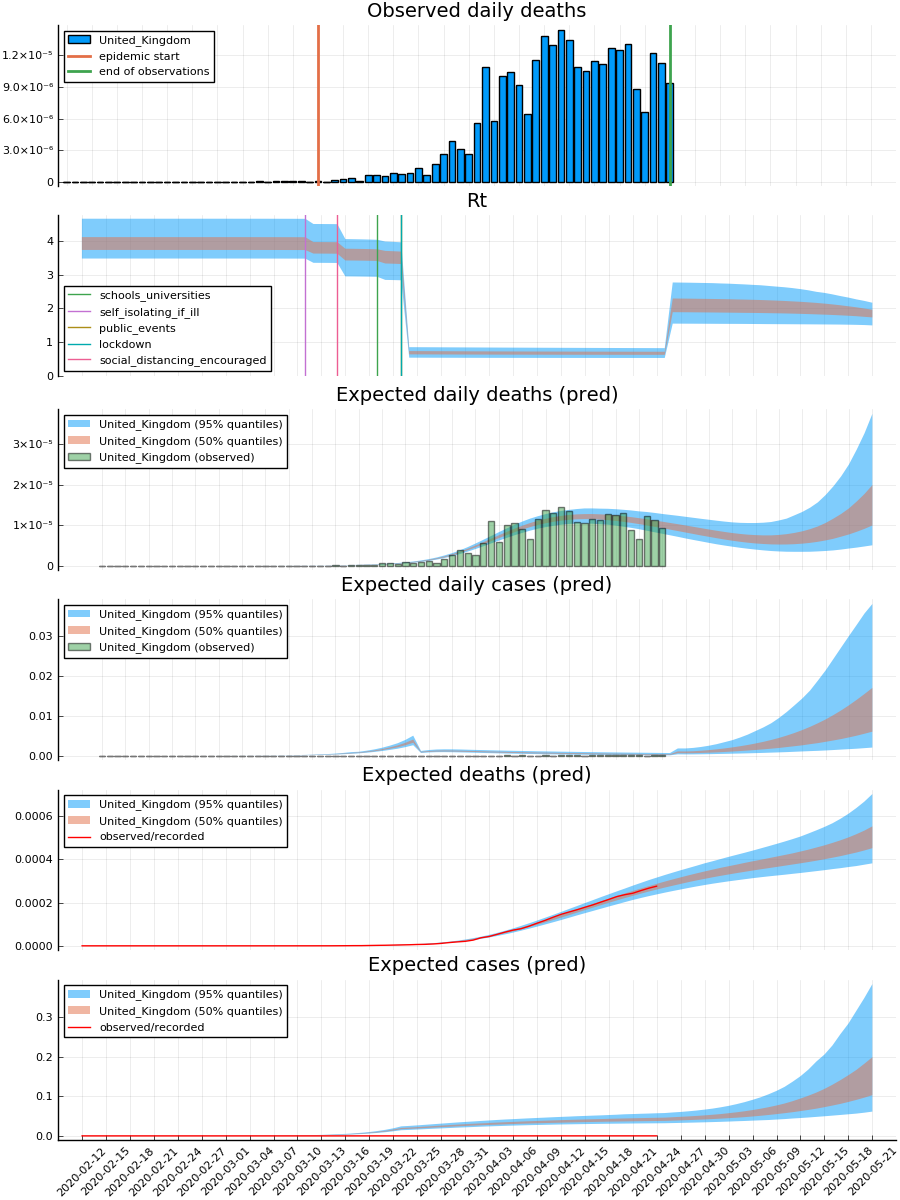 Observed daily deaths
United_Kingdom
epidemic start
end of observations
1.2×10⁻⁵
9.0×10⁻⁶
6.0×10⁻⁶
3.0×10⁻⁶
0
Rt
4
3
2
1
0
schools_universities
self_isolating_if_ill
public_events
lockdown
social_distancing_encouraged
Expected daily deaths (pred)
United_Kingdom (95% quantiles)
United_Kingdom (50% quantiles)
United_Kingdom (observed)
3×10⁻⁵
2×10⁻⁵
1×10⁻⁵
0
Expected daily cases (pred)
United_Kingdom (95% quantiles)
United_Kingdom (50% quantiles)
United_Kingdom (observed)
0.03
0.02
0.01
0.00
Expected deaths (pred)
United_Kingdom (95% quantiles)
United_Kingdom (50% quantiles)
observed/recorded
0.0006
0.0004
0.0002
0.0000
Expected cases (pred)
United_Kingdom (95% quantiles)
United_Kingdom (50% quantiles)
observed/recorded
0.3
0.2
0.1
0.0
2020-02-12
2020-02-15
2020-02-18
2020-02-21
2020-02-24
2020-02-27
2020-03-01
2020-03-04
2020-03-07
2020-03-10
2020-03-13
2020-03-16
2020-03-19
2020-03-22
2020-03-25
2020-03-28
2020-03-31
2020-04-03
2020-04-06
2020-04-09
2020-04-12
2020-04-15
2020-04-18
2020-04-21
2020-04-24
2020-04-27
2020-04-30
2020-05-03
2020-05-06
2020-05-09
2020-05-12
2020-05-15
2020-05-18
2020-05-21